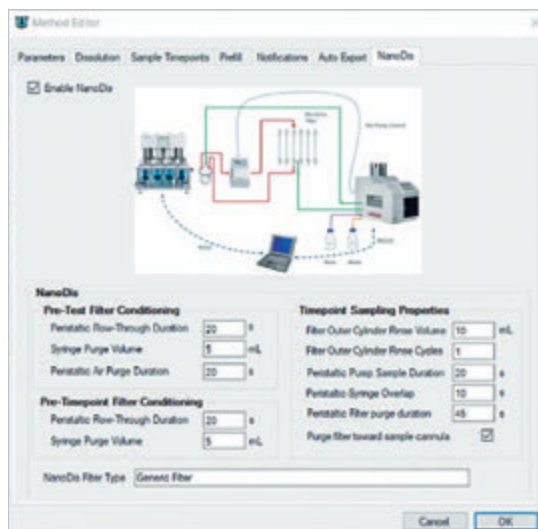 Method Editor
Parameters Dissolution Sample Timepoints Prefill Notifications Auto Export NanoDis
Enable NanoDis
NanoDis
Pre-Test Filter Conditioning
Peristaltic Flow-Through Duration 20 s
Syringe Purge Volume 5 mL
Peristaltic Air Purge Duration 20 s
Pre-Timepoint Filter Conditioning
Peristaltic Flow-Through Duration 20 s
Syringe Purge Volume 5 mL
Timepoint Sampling Properties
Filter Outer Cylinder Rinse Volume 10 mL
Filter Outer Cylinder Rinse Cycles 1
Peristaltic Pump Sample Duration 20 s
Peristaltic Syringe Overlap 10 s
Peristaltic Filter purge duration 45 s
Purge filter toward sample cannula
NanoDis Filter Type Generic Filter
Cancel OK